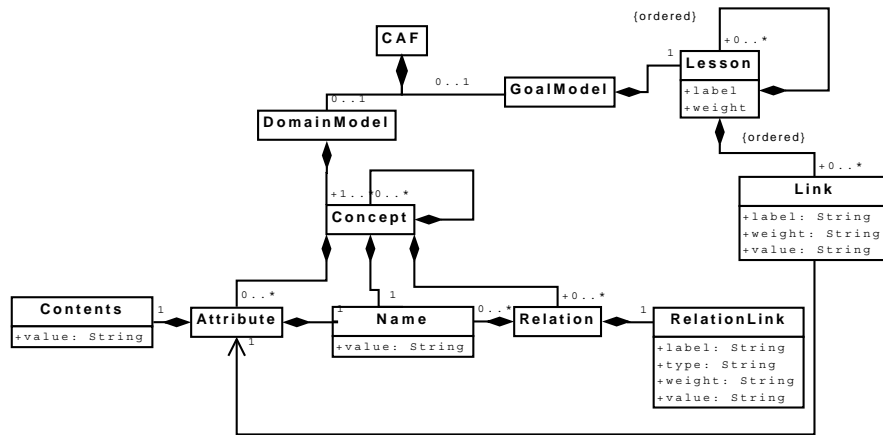 {ordered}
CAF
+0..*
1
Lesson
0..1
GoalModel
+label
+weight
0..1
DomainModel
{ordered}
+0..*
Link
+1..*
0..*
Concept
+label: String
+weight: String
+value: String
0..*
1
+0..*
Contents
+value: String
1
Attribute
1
1
Name
+value: String
0..*
Relation
1
RelationLink
+label: String
+type: String
+weight: String
+value: String